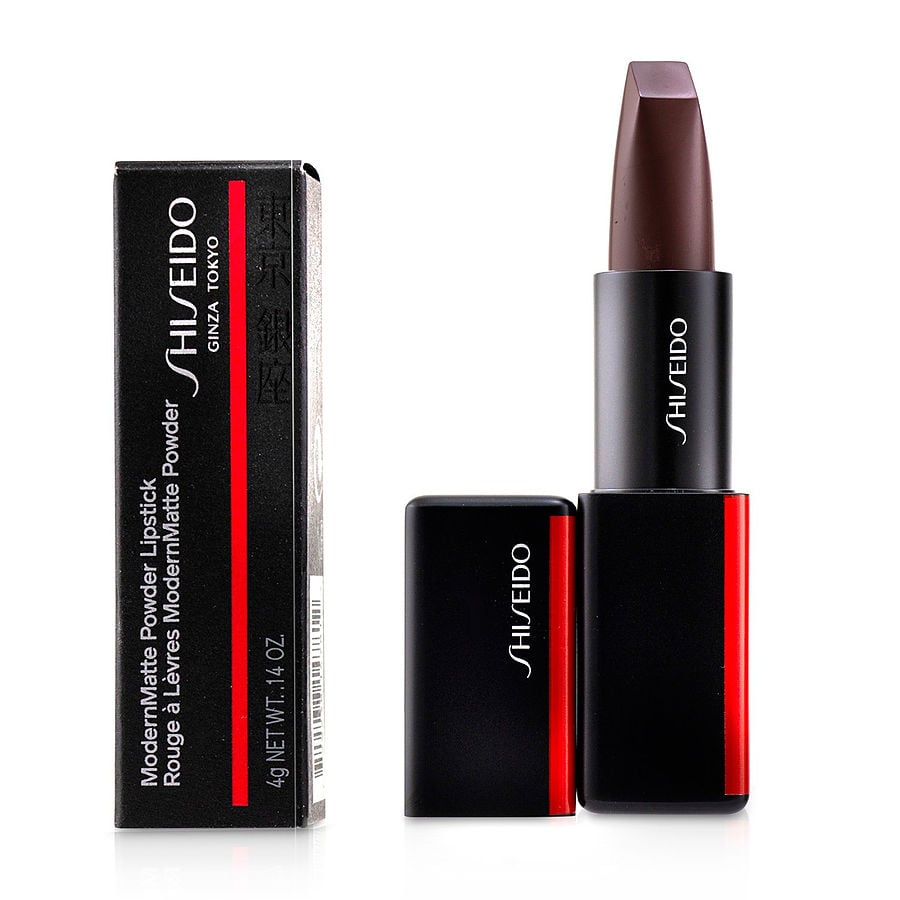 SHISEIDO
GINZA TOKYO
東京銀座
ModernMatte Powder Lipstick
Rouge à Lèvres ModernMatte Powder
4g NET WT. .14 OZ.
SHISEIDO
SHISEIDO